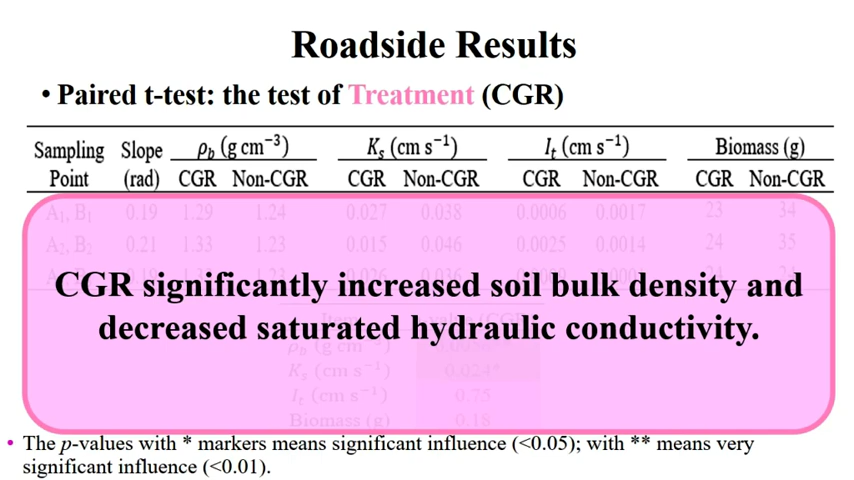 Roadside Results
• Paired t-test: the test of Treatment (CGR)
Sampling Point Slope (rad) ρb (g cm−3) Ks (cm s−1) It (cm s−1) Biomass (g)
CGR Non-CGR CGR Non-CGR CGR Non-CGR CGR Non-CGR
A1, B1 0.19 1.29 1.24 0.027 0.038 0.0006 0.0017 23 34
A2, B2 0.21 1.33 1.23 0.015 0.046 0.0025 0.0014 24 35
CGR significantly increased soil bulk density and
decreased saturated hydraulic conductivity.
ρb (g cm−3)
Ks (cm s−1) 0.024*
It (cm s−1) 0.75
Biomass (g) 0.18
• The p-values with * markers means significant influence (<0.05); with ** means very
significant influence (<0.01).